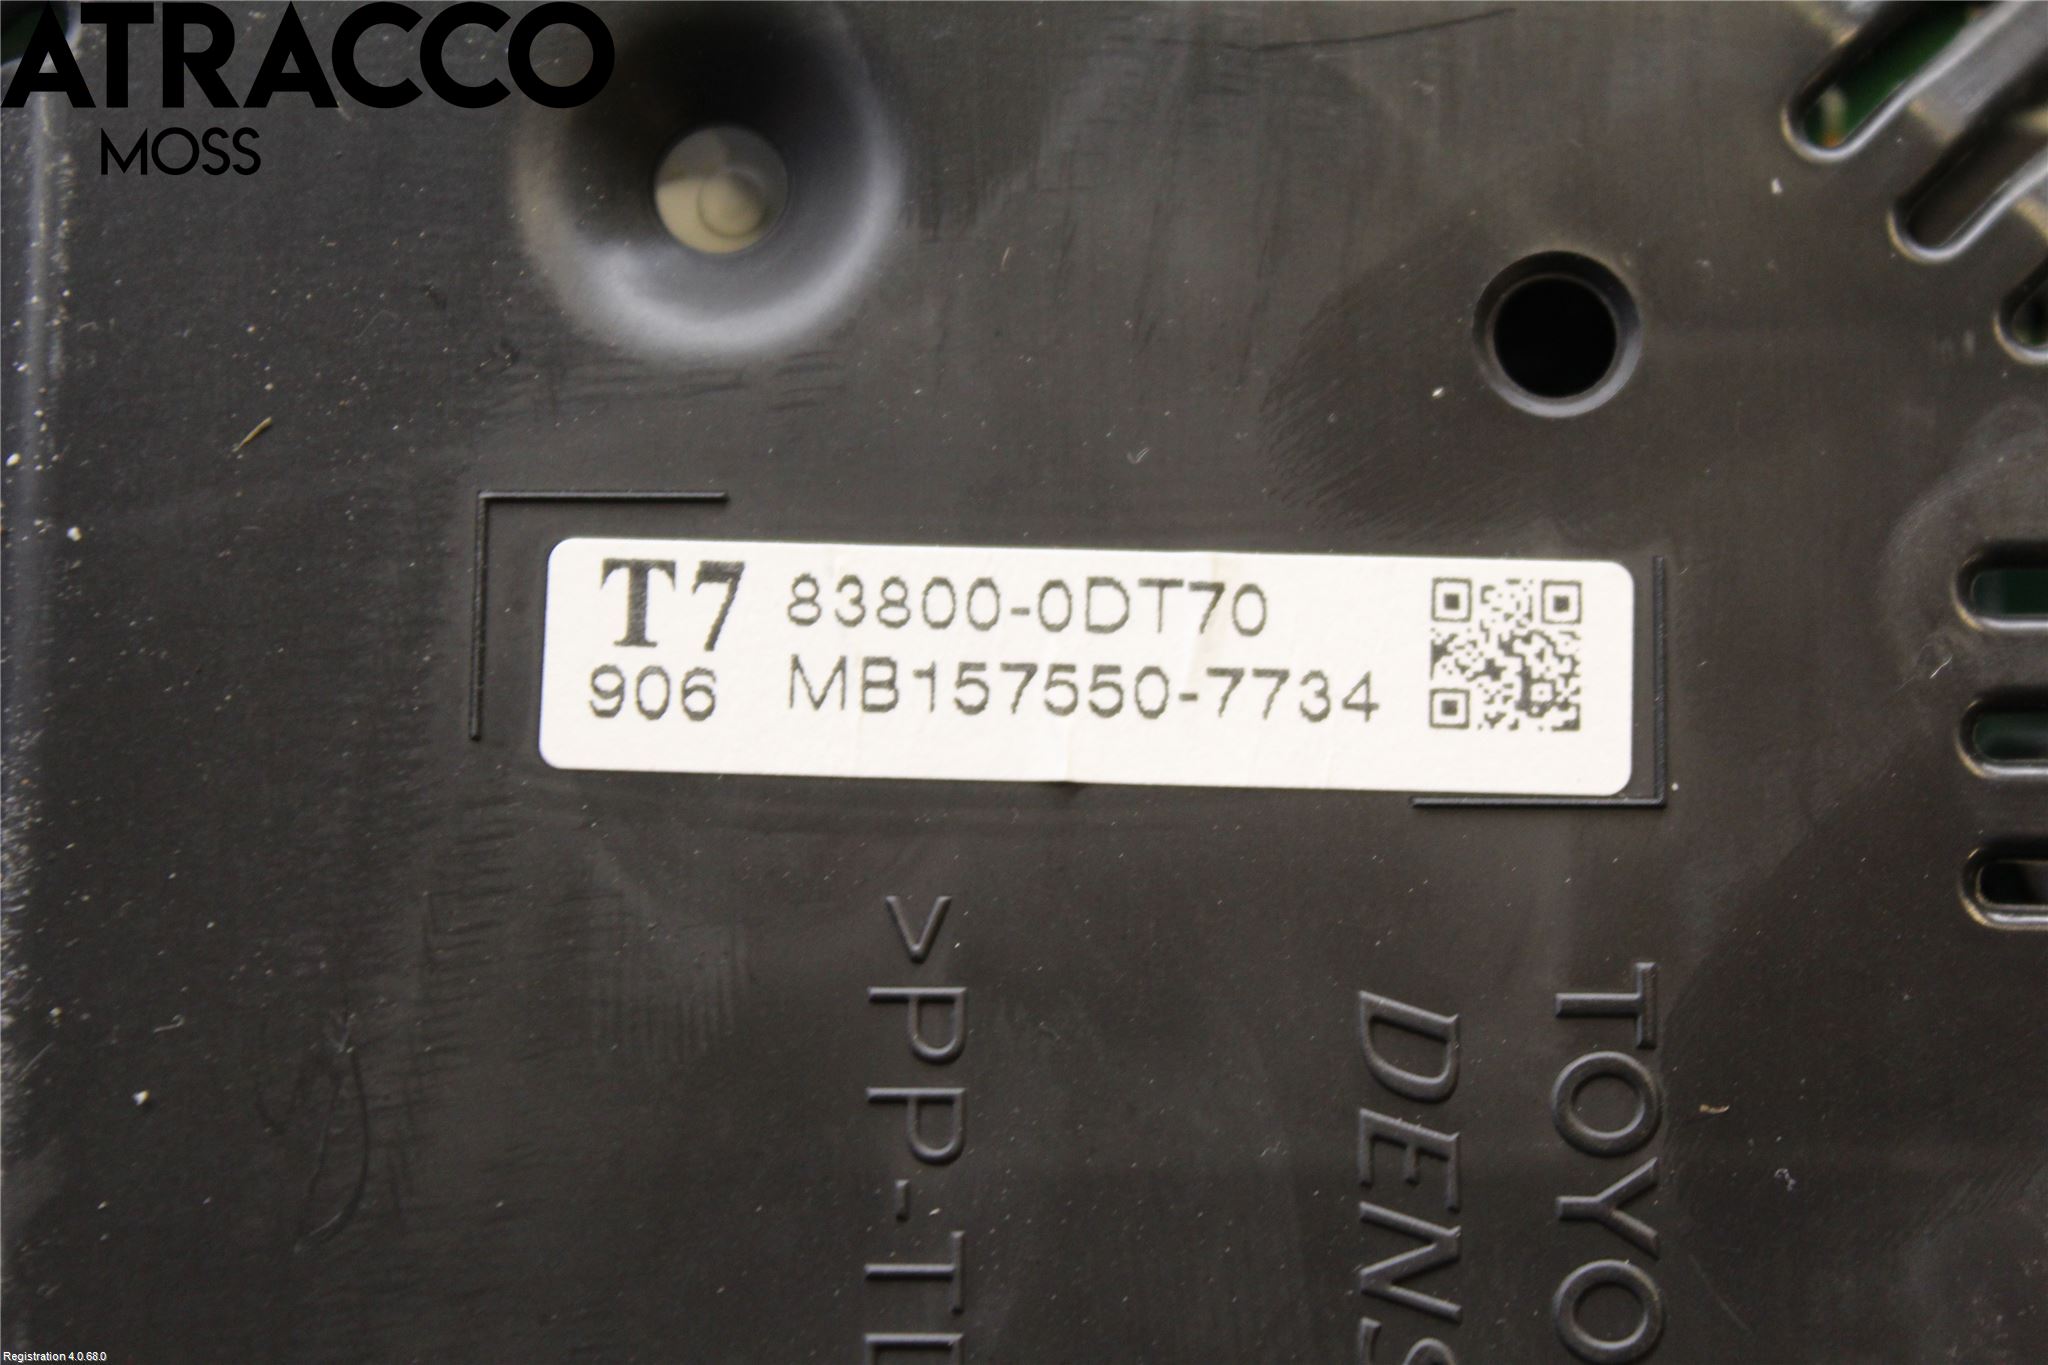 ATRACCO
MOSS
T7 83800-0DT70
906 MB157550-7734
>PP-T
DENS
TOYO
Registration 4.0.68.0